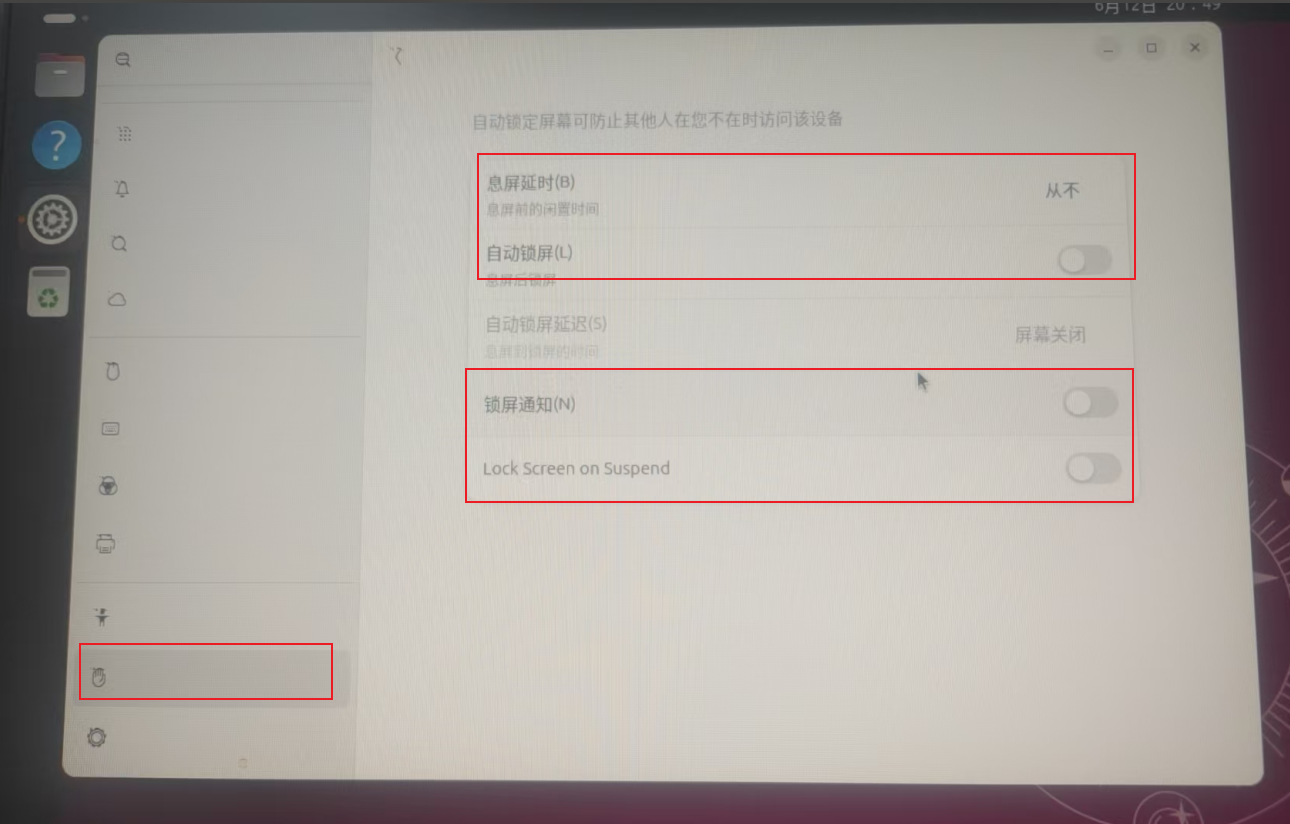 6月12日 20：49
自动锁定屏幕可防止其他人在您不在时访问该设备
息屏延时(B)
从不
息屏前的闲置时间
自动锁屏(L)
息屏后锁屏
自动锁屏延迟(S)
屏幕关闭
息屏到锁屏的时间
锁屏通知(N)
Lock Screen on Suspend